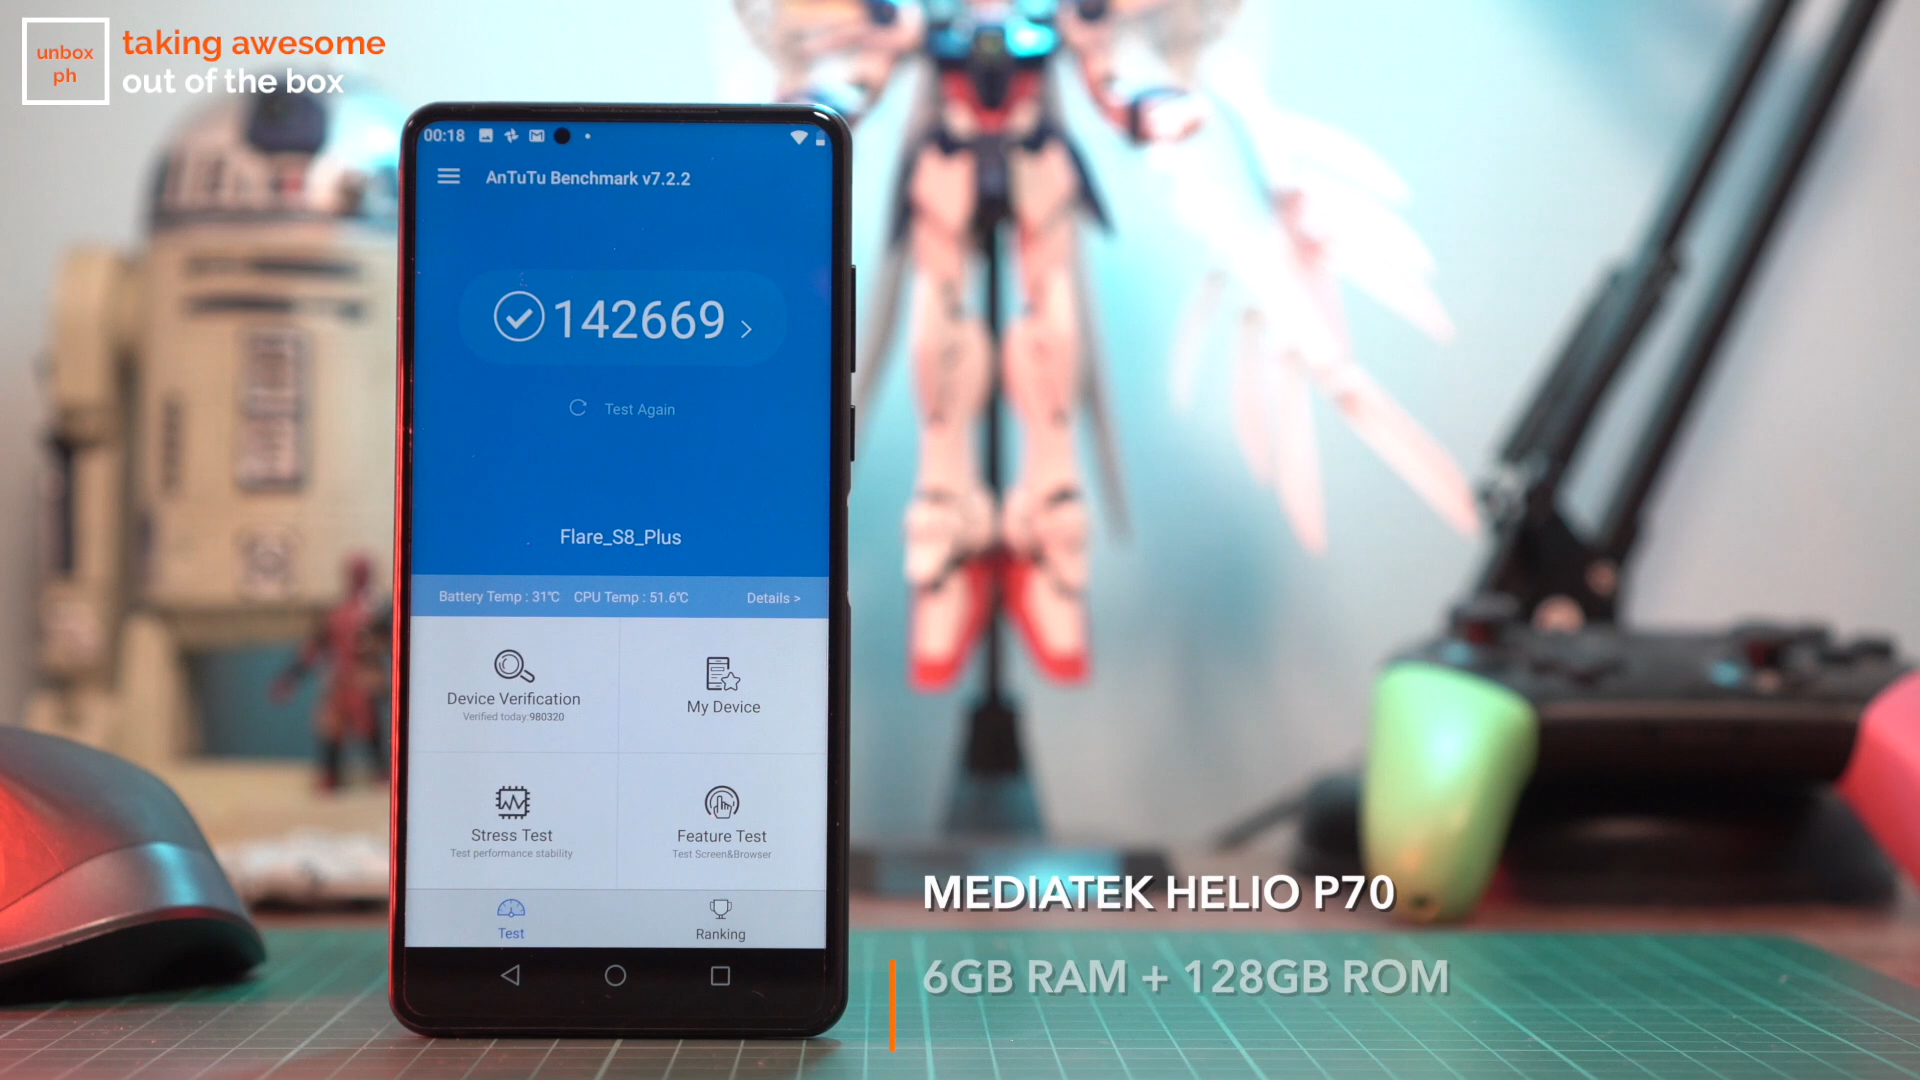 unbox
ph
taking awesome
out of the box
00:18
AnTuTu Benchmark v7.2.2
142669
Test Again
Flare_S8_Plus
Battery Temp : 31℃ CPU Temp : 51.6℃ Details >
Device Verification
Verified today:980320
My Device
Stress Test
Test performance stability
Feature Test
Test Screen&Browser
Test
Ranking
MEDIATEK HELIO P70
6GB RAM + 128GB ROM